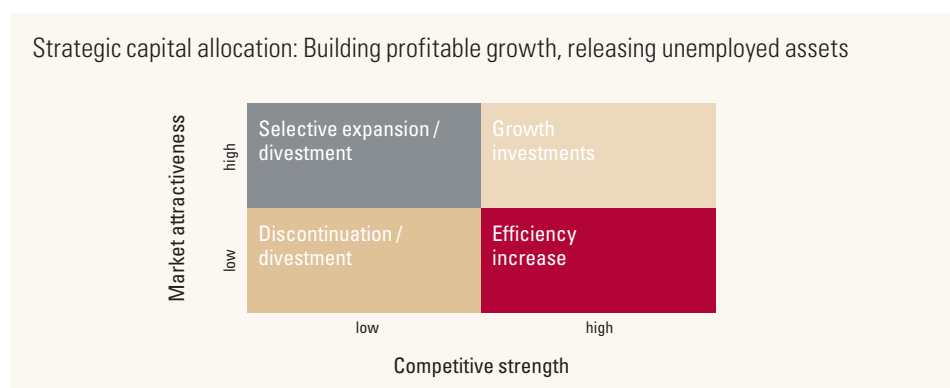 Strategic capital allocation: Building profitable growth, releasing unemployed assets
Market attractiveness
high
low
Selective expansion /
divestment
Growth
investments
Discontinuation /
divestment
Efficiency
increase
low
high
Competitive strength